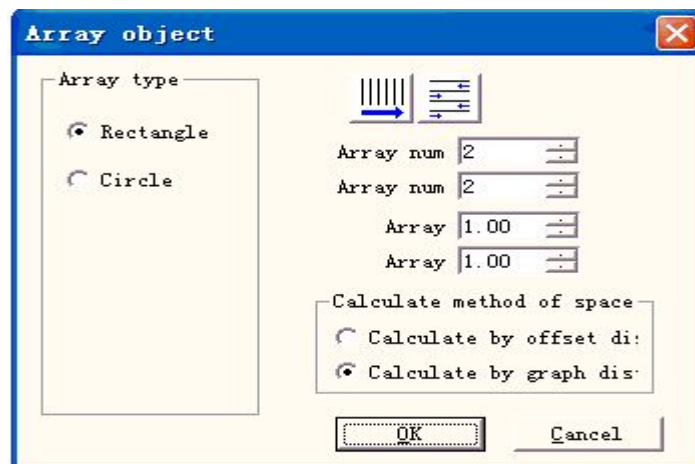 Array object
Array type
Rectangle
Circle
Array num 2
Array num 2
Array 1.00
Array 1.00
Calculate method of space
Calculate by offset di
Calculate by graph dis
OK
Cancel